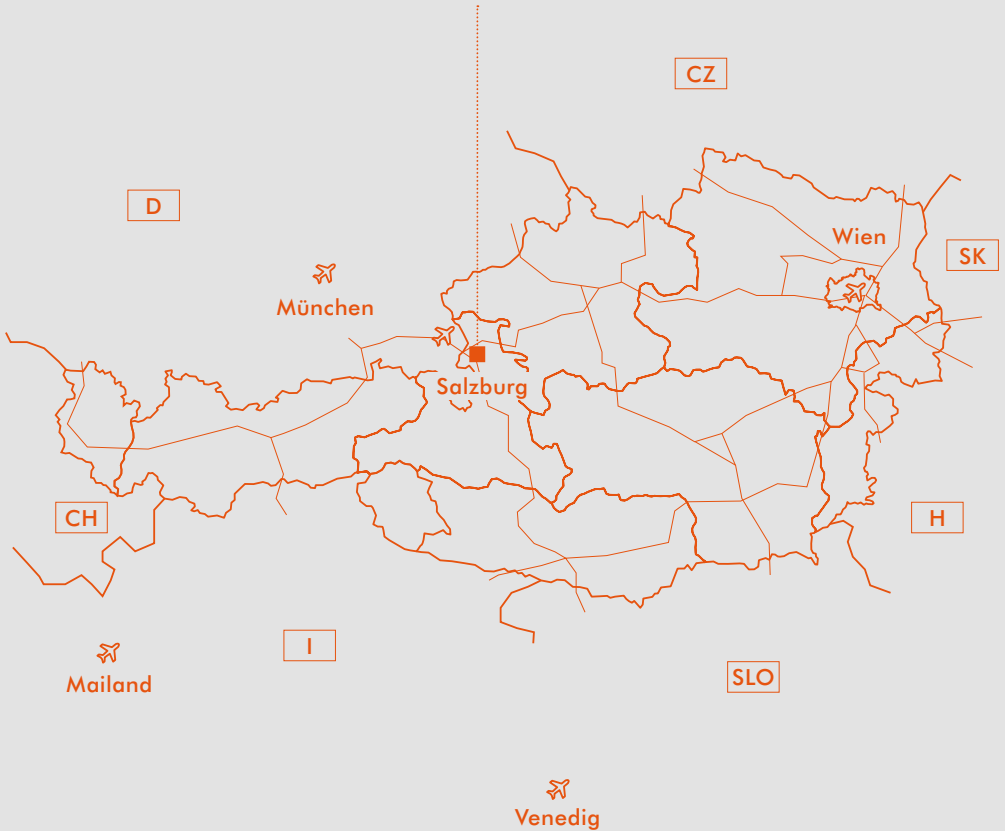 CZ
D
Wien
SK
München
Salzburg
CH
H
I
Mailand
SLO
Venedig